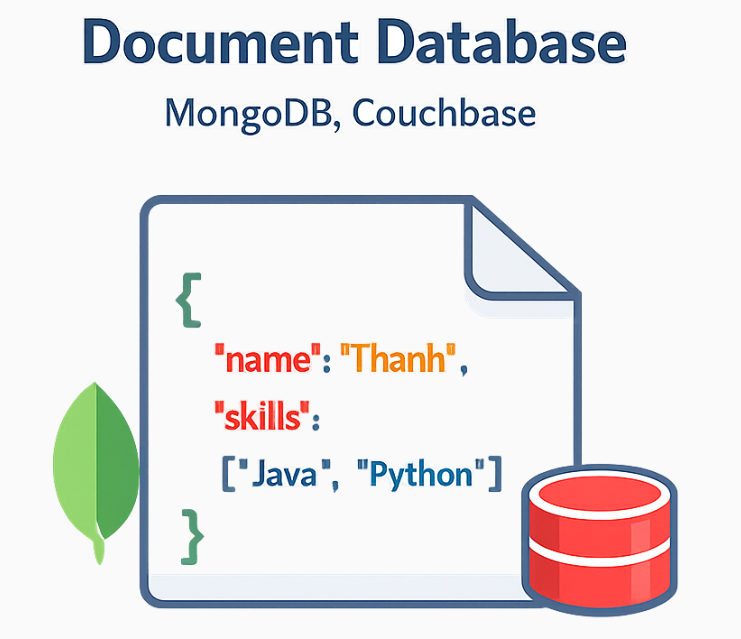 Document Database
MongoDB, Couchbase
{
"name": "Thanh",
"skills":
["Java", "Python"]
}